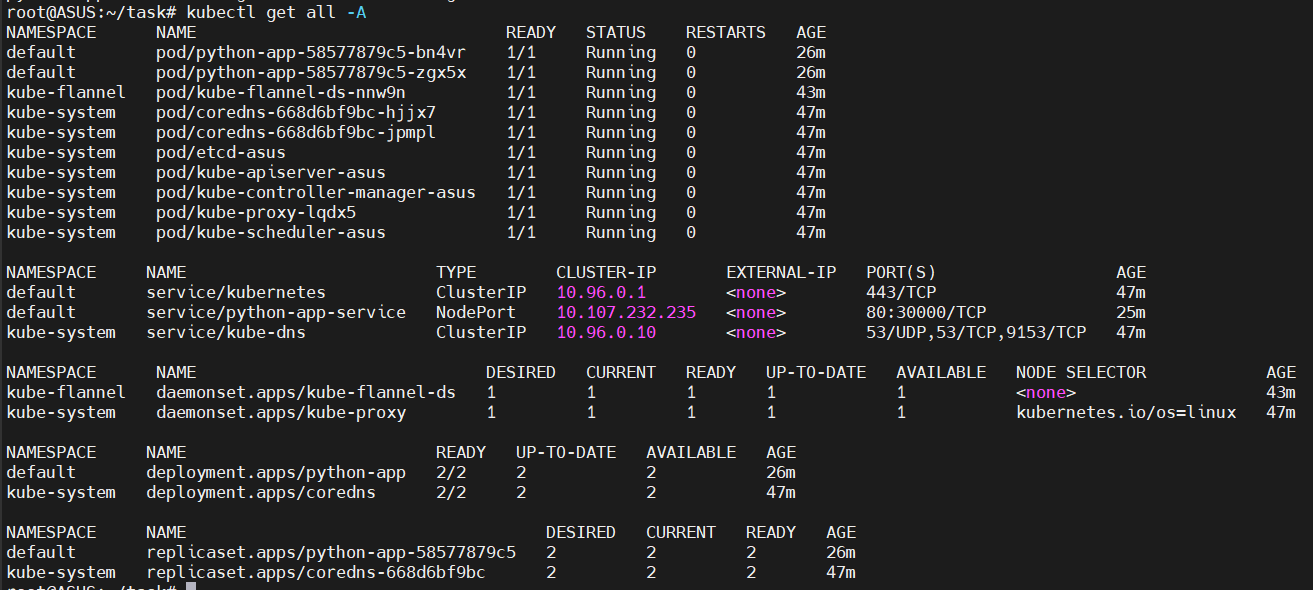 root@ASUS:~/task# kubectl get all -A
NAMESPACE NAME READY STATUS RESTARTS AGE
default pod/python-app-58577879c5-bn4vr 1/1 Running 0 26m
default pod/python-app-58577879c5-zgx5x 1/1 Running 0 26m
kube-flannel pod/kube-flannel-ds-nnw9n 1/1 Running 0 43m
kube-system pod/coredns-668d6bf9bc-hjjx7 1/1 Running 0 47m
kube-system pod/coredns-668d6bf9bc-jpmpl 1/1 Running 0 47m
kube-system pod/etcd-asus 1/1 Running 0 47m
kube-system pod/kube-apiserver-asus 1/1 Running 0 47m
kube-system pod/kube-controller-manager-asus 1/1 Running 0 47m
kube-system pod/kube-proxy-lqdx5 1/1 Running 0 47m
kube-system pod/kube-scheduler-asus 1/1 Running 0 47m
NAMESPACE NAME TYPE CLUSTER-IP EXTERNAL-IP PORT(S) AGE
default service/kubernetes ClusterIP 10.96.0.1 <none> 443/TCP 47m
default service/python-app-service NodePort 10.107.232.235 <none> 80:30000/TCP 25m
kube-system service/kube-dns ClusterIP 10.96.0.10 <none> 53/UDP,53/TCP,9153/TCP 47m
NAMESPACE NAME DESIRED CURRENT READY UP-TO-DATE AVAILABLE NODE SELECTOR AGE
kube-flannel daemonset.apps/kube-flannel-ds 1 1 1 1 1 <none> 43m
kube-system daemonset.apps/kube-proxy 1 1 1 1 1 kubernetes.io/os=linux 47m
NAMESPACE NAME READY UP-TO-DATE AVAILABLE AGE
default deployment.apps/python-app 2/2 2 2 26m
kube-system deployment.apps/coredns 2/2 2 2 47m
NAMESPACE NAME DESIRED CURRENT READY AGE
default replicaset.apps/python-app-58577879c5 2 2 2 26m
kube-system replicaset.apps/coredns-668d6bf9bc 2 2 2 47m
root@ASUS:~/task#